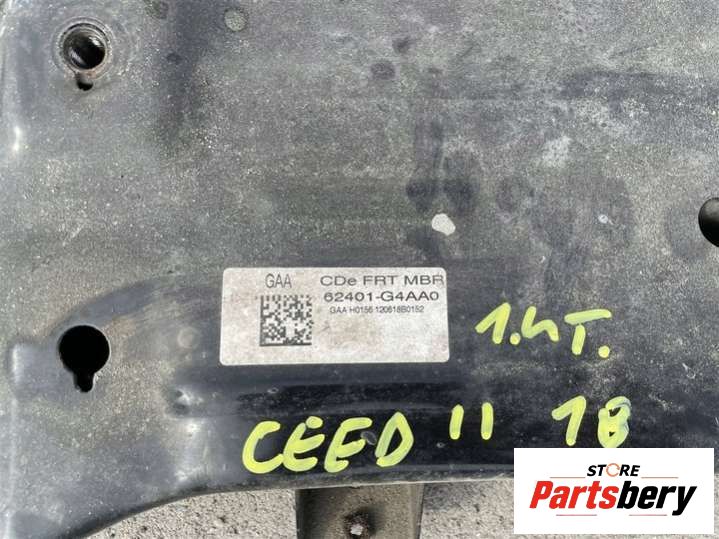 GAA CDe FRT MBR
62401-G4AA0
GAA H0156 120618B0152
1.4T.
CEED II 18
STORE
Partsbery